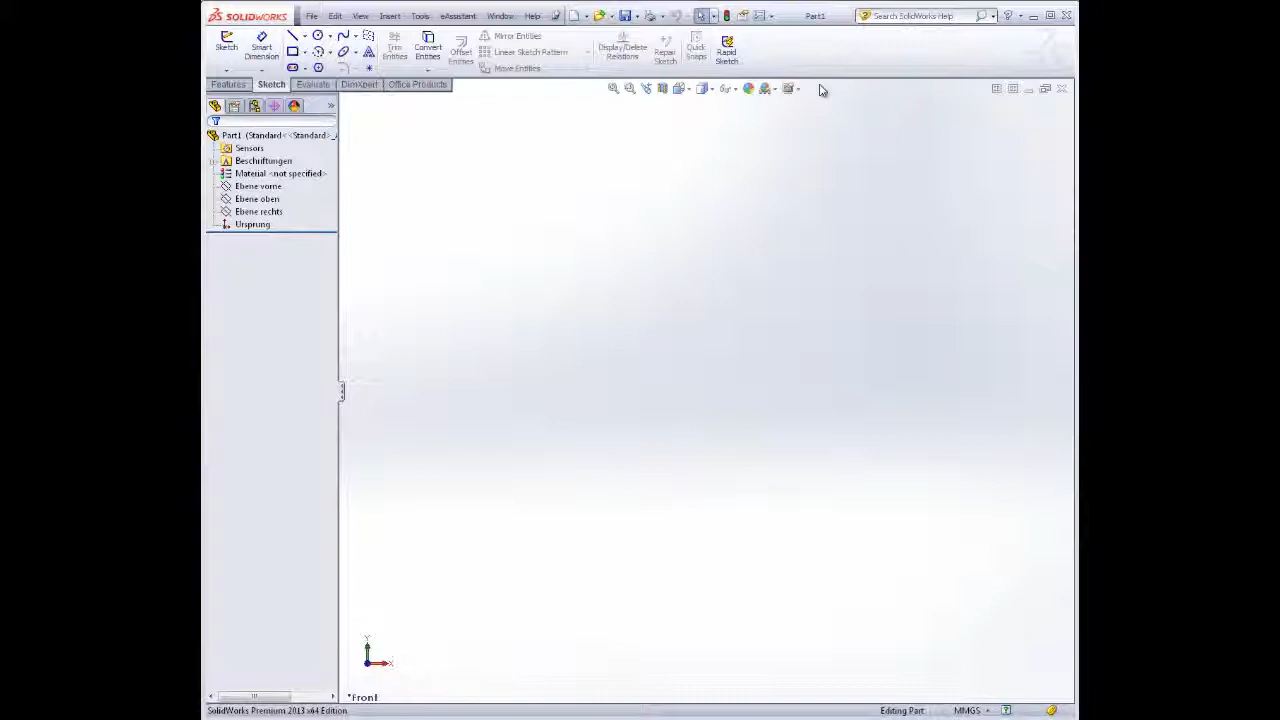 SOLIDWORKS File Edit View Insert Tools eAssistant Window Help Part1 Search SolidWorks Help
Sketch Smart Dimension Trim Entities Convert Entities Offset Entities Mirror Entities Display/Delete Relations Repair Sketch Quick Snaps Rapid Sketch
Linear Sketch Pattern
Move Entities
Features Sketch Evaluate DimXpert Office Products
Part1 (Standard<<Standard>_
Sensors
Beschriftungen
Material <not specified>
Ebene vorne
Ebene oben
Ebene rechts
Ursprung
Y
X
*Front
SolidWorks Premium 2013 x64 Edition Editing Part MMGS